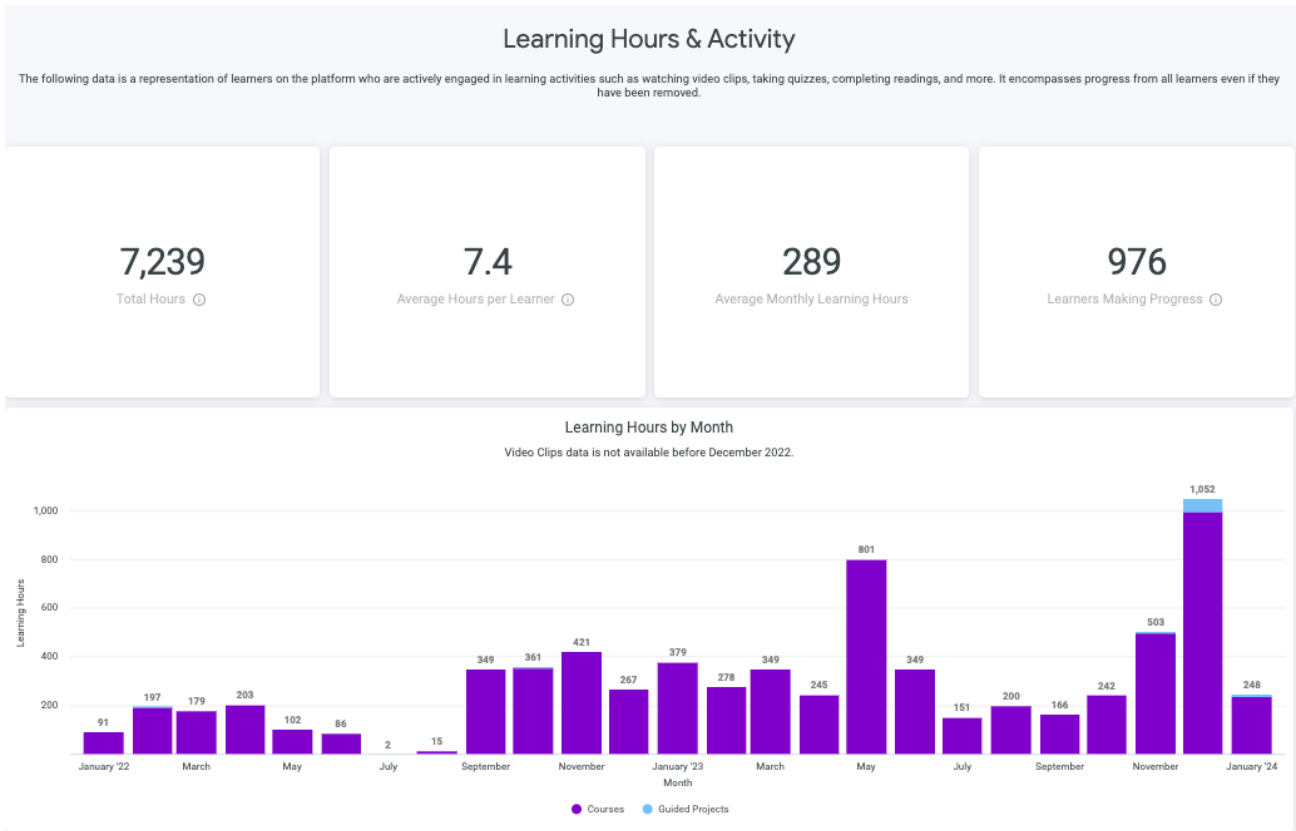 Learning Hours & Activity
The following data is a representation of learners on the platform who are actively engaged in learning activities such as watching video clips, taking quizzes, completing readings, and more. It encompasses progress from all learners even if they
have been removed.
7,239
Total Hours
7.4
Average Hours per Learner
289
Average Monthly Learning Hours
976
Learners Making Progress
Learning Hours by Month
Video Clips data is not available before December 2022.
Learning Hours
1,000
800
600
400
200
91
197
179
203
102
86
2
15
349
361
421
267
379
278
349
245
801
349
151
200
166
242
503
1,052
248
January '22
March
May
July
September
November
January '23
March
May
July
September
November
January '24
Month
Courses
Guided Projects